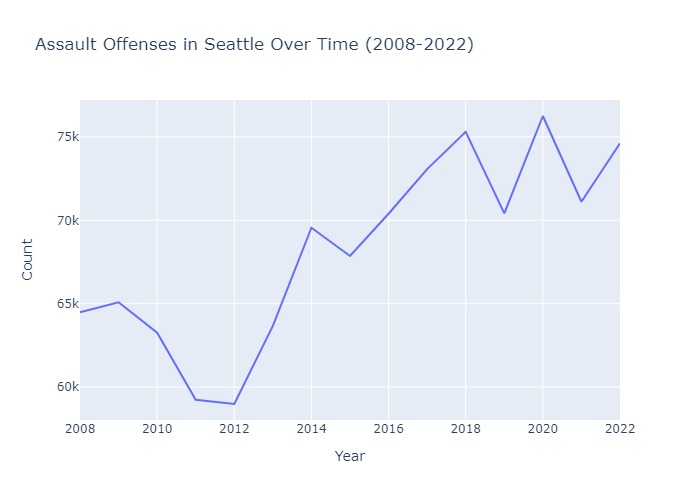 Assault Offenses in Seattle Over Time (2008-2022)
75k
70k
65k
60k
Count
2008 2010 2012 2014 2016 2018 2020 2022
Year